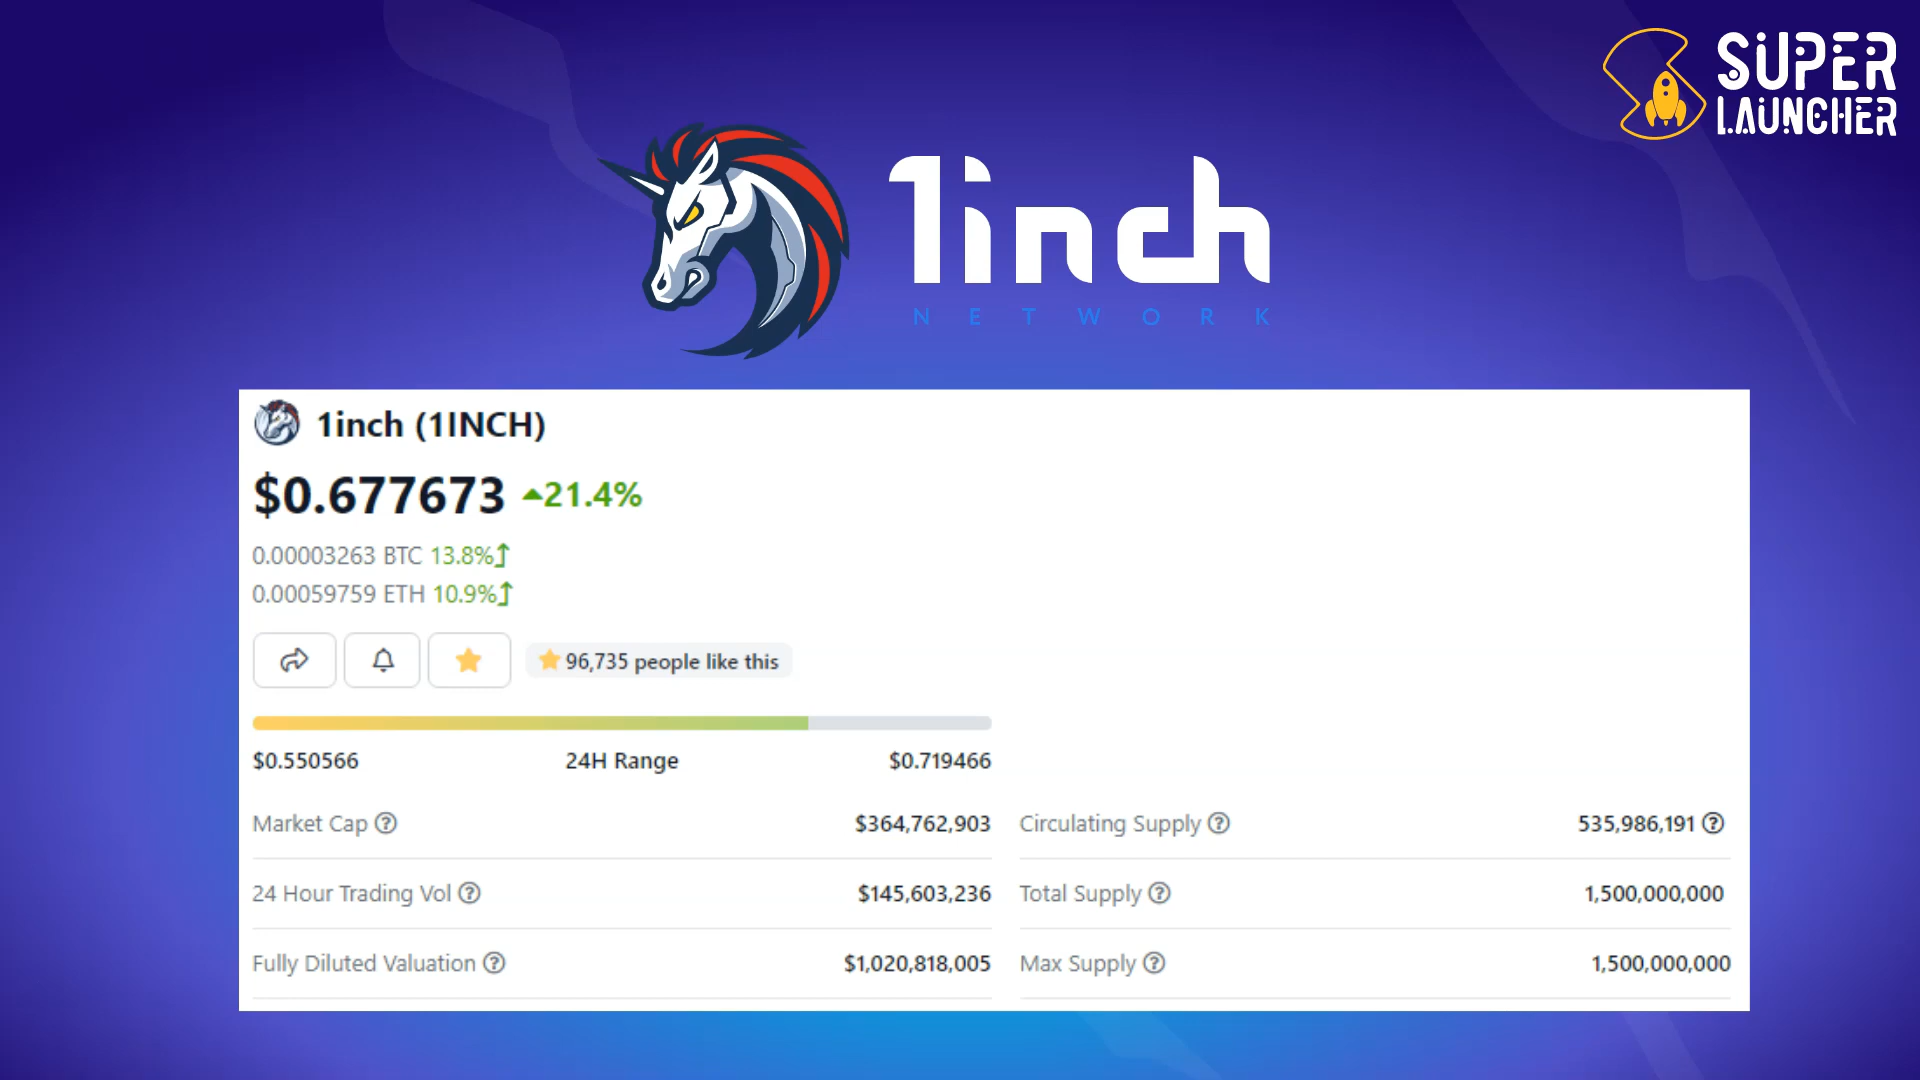 SUPER
LAUNCHER
1inch
NETWORK
1inch (1INCH)
$0.677673 ▲21.4%
0.00003263 BTC 13.8%
0.00059759 ETH 10.9%
96,735 people like this
$0.550566 24H Range $0.719466
Market Cap $364,762,903 Circulating Supply 535,986,191
24 Hour Trading Vol $145,603,236 Total Supply 1,500,000,000
Fully Diluted Valuation $1,020,818,005 Max Supply 1,500,000,000